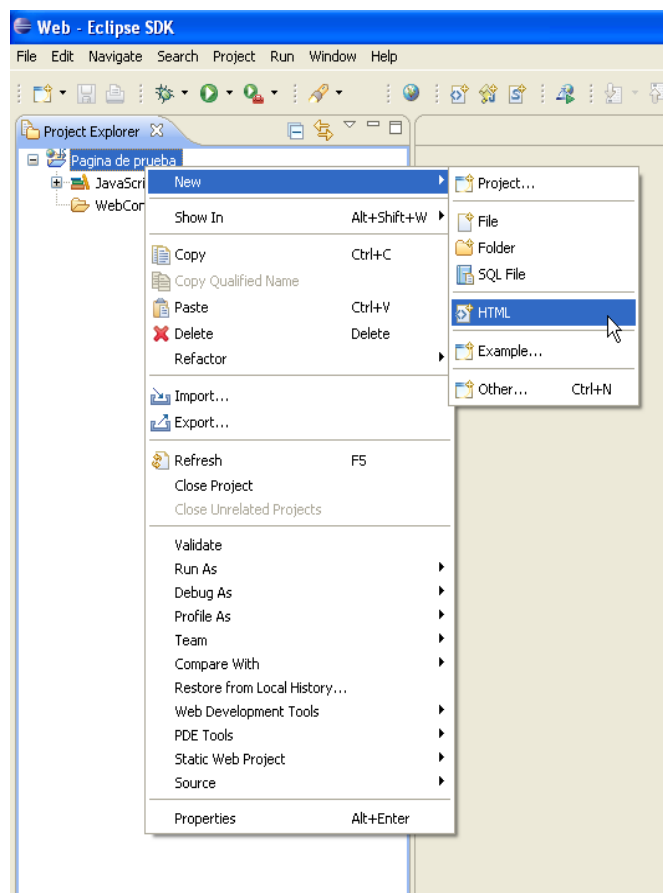 Web - Eclipse SDK
File Edit Navigate Search Project Run Window Help
Project Explorer
Pagina de prueba
JavaScri
WebCon
New
Show In Alt+Shift+W
Copy Ctrl+C
Copy Qualified Name
Paste Ctrl+V
Delete Delete
Refactor
Import...
Export...
Refresh F5
Close Project
Close Unrelated Projects
Validate
Run As
Debug As
Profile As
Team
Compare With
Restore from Local History...
Web Development Tools
PDE Tools
Static Web Project
Source
Properties Alt+Enter
Project...
File
Folder
SQL File
HTML
Example...
Other... Ctrl+N